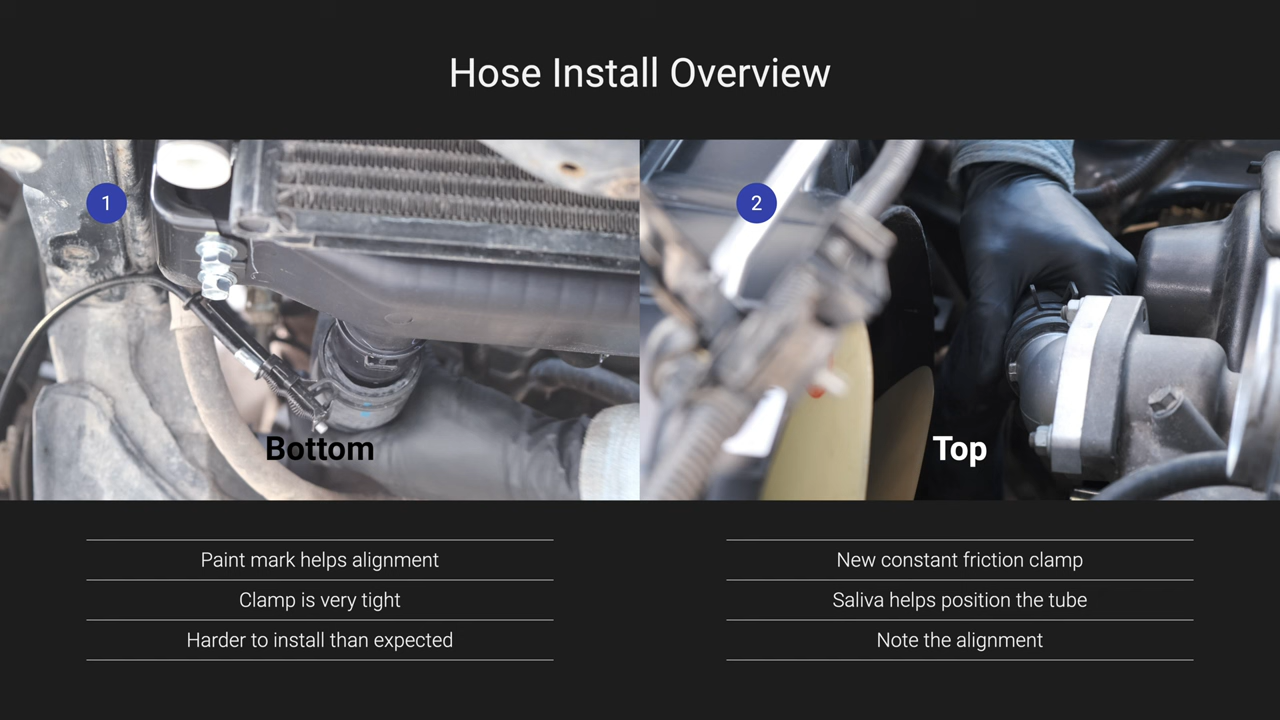 Hose Install Overview
1
2
Bottom
Top
Paint mark helps alignment
Clamp is very tight
Harder to install than expected
New constant friction clamp
Saliva helps position the tube
Note the alignment